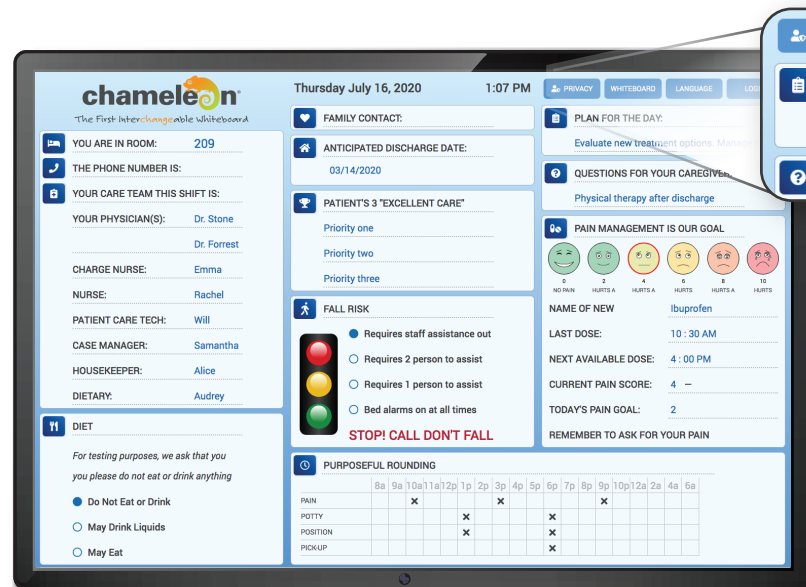 chameleon
The First Interchangeable Whiteboard
YOU ARE IN ROOM: 209
THE PHONE NUMBER IS:
YOUR CARE TEAM THIS SHIFT IS:
YOUR PHYSICIAN(S): Dr. Stone
Dr. Forrest
CHARGE NURSE: Emma
NURSE: Rachel
PATIENT CARE TECH: Will
CASE MANAGER: Samantha
HOUSEKEEPER: Alice
DIETARY: Audrey
DIET
For testing purposes, we ask that you
you please do not eat or drink anything
Do Not Eat or Drink
May Drink Liquids
May Eat
Thursday July 16, 2020 1:07 PM
FAMILY CONTACT:
ANTICIPATED DISCHARGE DATE:
03/14/2020
PATIENT'S 3 "EXCELLENT CARE"
Priority one
Priority two
Priority three
FALL RISK
Requires staff assistance out
Requires 2 person to assist
Requires 1 person to assist
Bed alarms on at all times
STOP! CALL DON'T FALL
PRIVACY WHITEBOARD LANGUAGE
PLAN FOR THE DAY:
Evaluate new treatment options.
QUESTIONS FOR YOUR
Physical therapy after discharge
PAIN MANAGEMENT IS OUR GOAL
0 2 4 6 8 10
NO PAIN HURTS A HURTS A HURTS HURTS A HURTS
NAME OF NEW Ibuprofen
LAST DOSE: 10 : 30 AM
NEXT AVAILABLE DOSE: 4 : 00 PM
CURRENT PAIN SCORE: 4 –
TODAY'S PAIN GOAL: 2
REMEMBER TO ASK FOR YOUR PAIN
PURPOSEFUL ROUNDING
8a 9a 10a 11a 12p 1p 2p 3p 4p 5p 6p 7p 8p 9p 10p 12a 2a 4a 6a
PAIN x x x
POTTY x x
POSITION x x
PICK-UP x